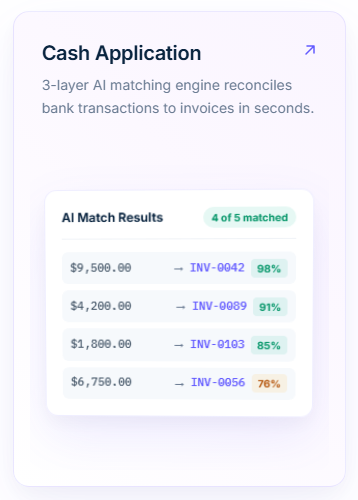 Cash Application
3-layer AI matching engine reconciles
bank transactions to invoices in seconds.
AI Match Results 4 of 5 matched
$9,500.00 → INV-0042 98%
$4,200.00 → INV-0089 91%
$1,800.00 → INV-0103 85%
$6,750.00 → INV-0056 76%